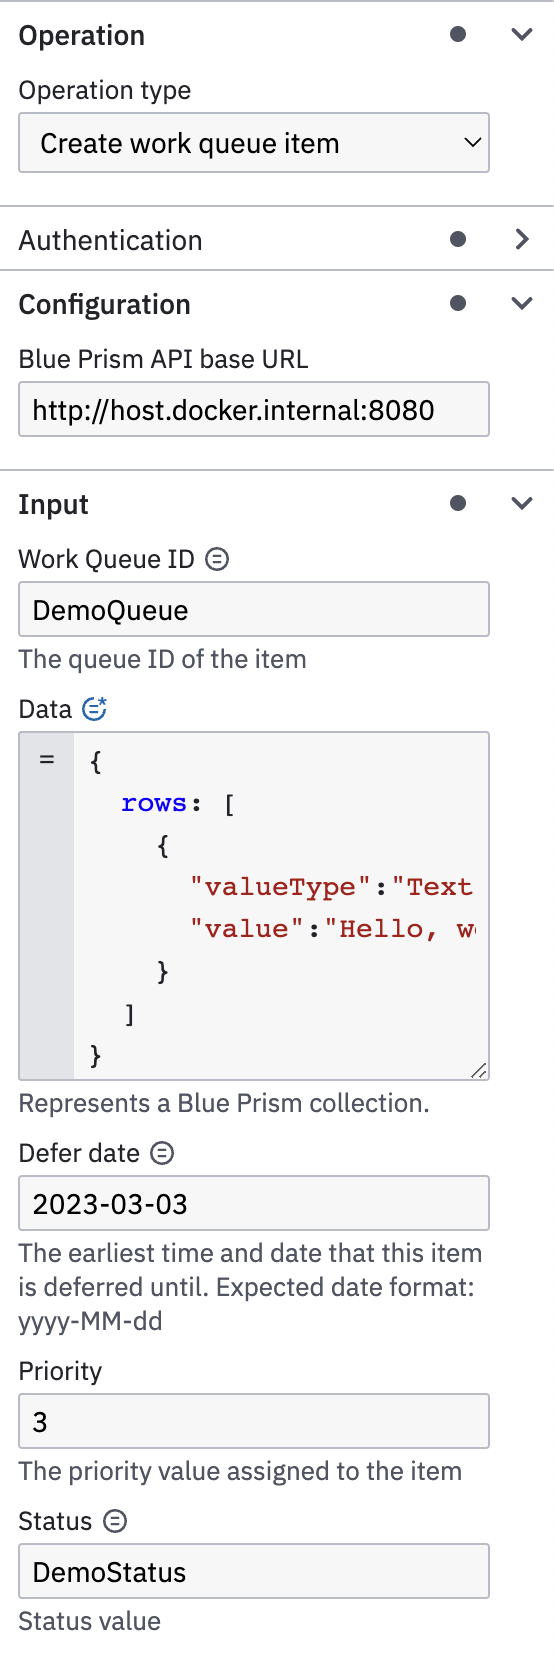 Operation
Operation type
Create work queue item
Authentication
Configuration
Blue Prism API base URL
http://host.docker.internal:8080
Input
Work Queue ID
DemoQueue
The queue ID of the item
Data
= {
rows: [
{
"valueType":"Text
"value":"Hello, w
}
]
}
Represents a Blue Prism collection.
Defer date
2023-03-03
The earliest time and date that this item
is deferred until. Expected date format:
yyyy-MM-dd
Priority
3
The priority value assigned to the item
Status
DemoStatus
Status value